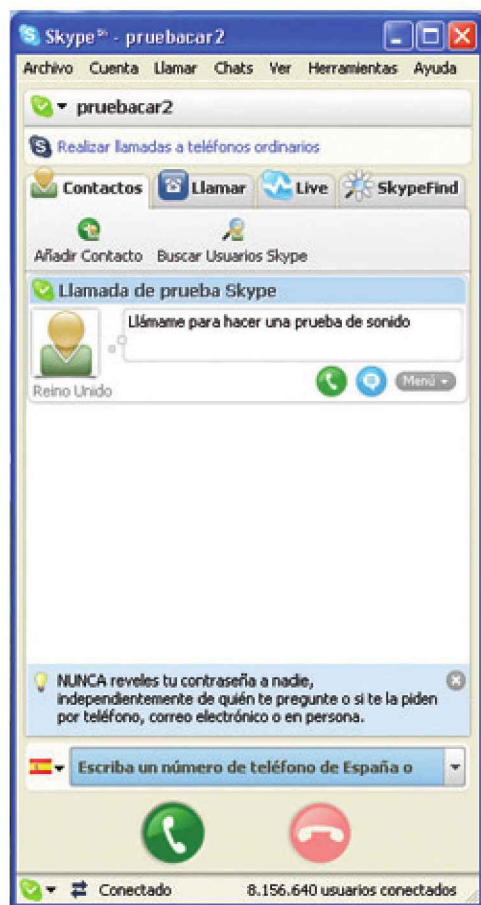 Skype™ - pruebacar2
Archivo Cuenta Llamar Chats Ver Herramientas Ayuda
pruebacar2
Realizar llamadas a teléfonos ordinarios
Contactos Llamar Live SkypeFind
Añadir Contacto Buscar Usuarios Skype
Llamada de prueba Skype
Llámame para hacer una prueba de sonido
Reino Unido
Menú
NUNCA reveles tu contraseña a nadie,
independientemente de quién te pregunte o si te la piden
por teléfono, correo electrónico o en persona.
Escriba un número de teléfono de España o
Conectado 8.156.640 usuarios conectados